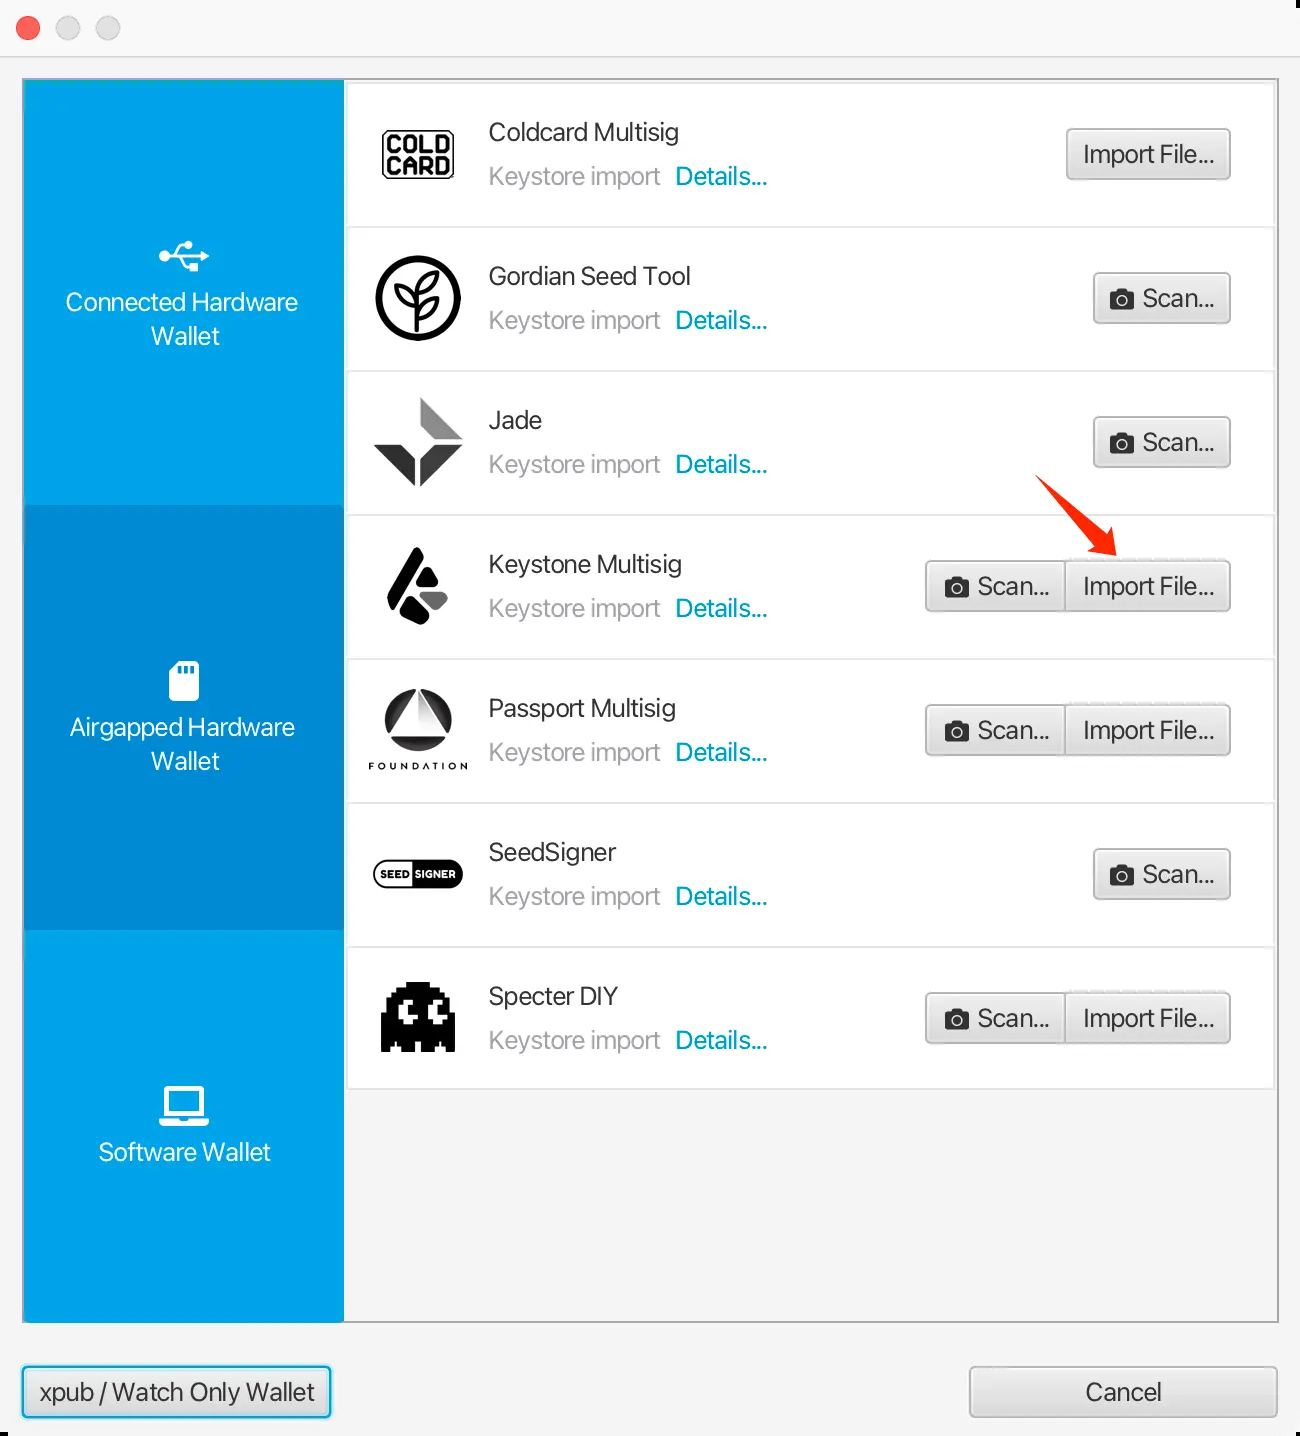 Connected Hardware
Wallet
Airgapped Hardware
Wallet
Software Wallet
COLD
CARD
Coldcard Multisig
Keystore import Details...
Import File...
Gordian Seed Tool
Keystore import Details...
Scan...
Jade
Keystore import Details...
Scan...
Keystone Multisig
Keystore import Details...
Scan... Import File...
FOUNDATION
Passport Multisig
Keystore import Details...
Scan... Import File...
SEED SIGNER
SeedSigner
Keystore import Details...
Scan...
Specter DIY
Keystore import Details...
Scan... Import File...
xpub / Watch Only Wallet
Cancel